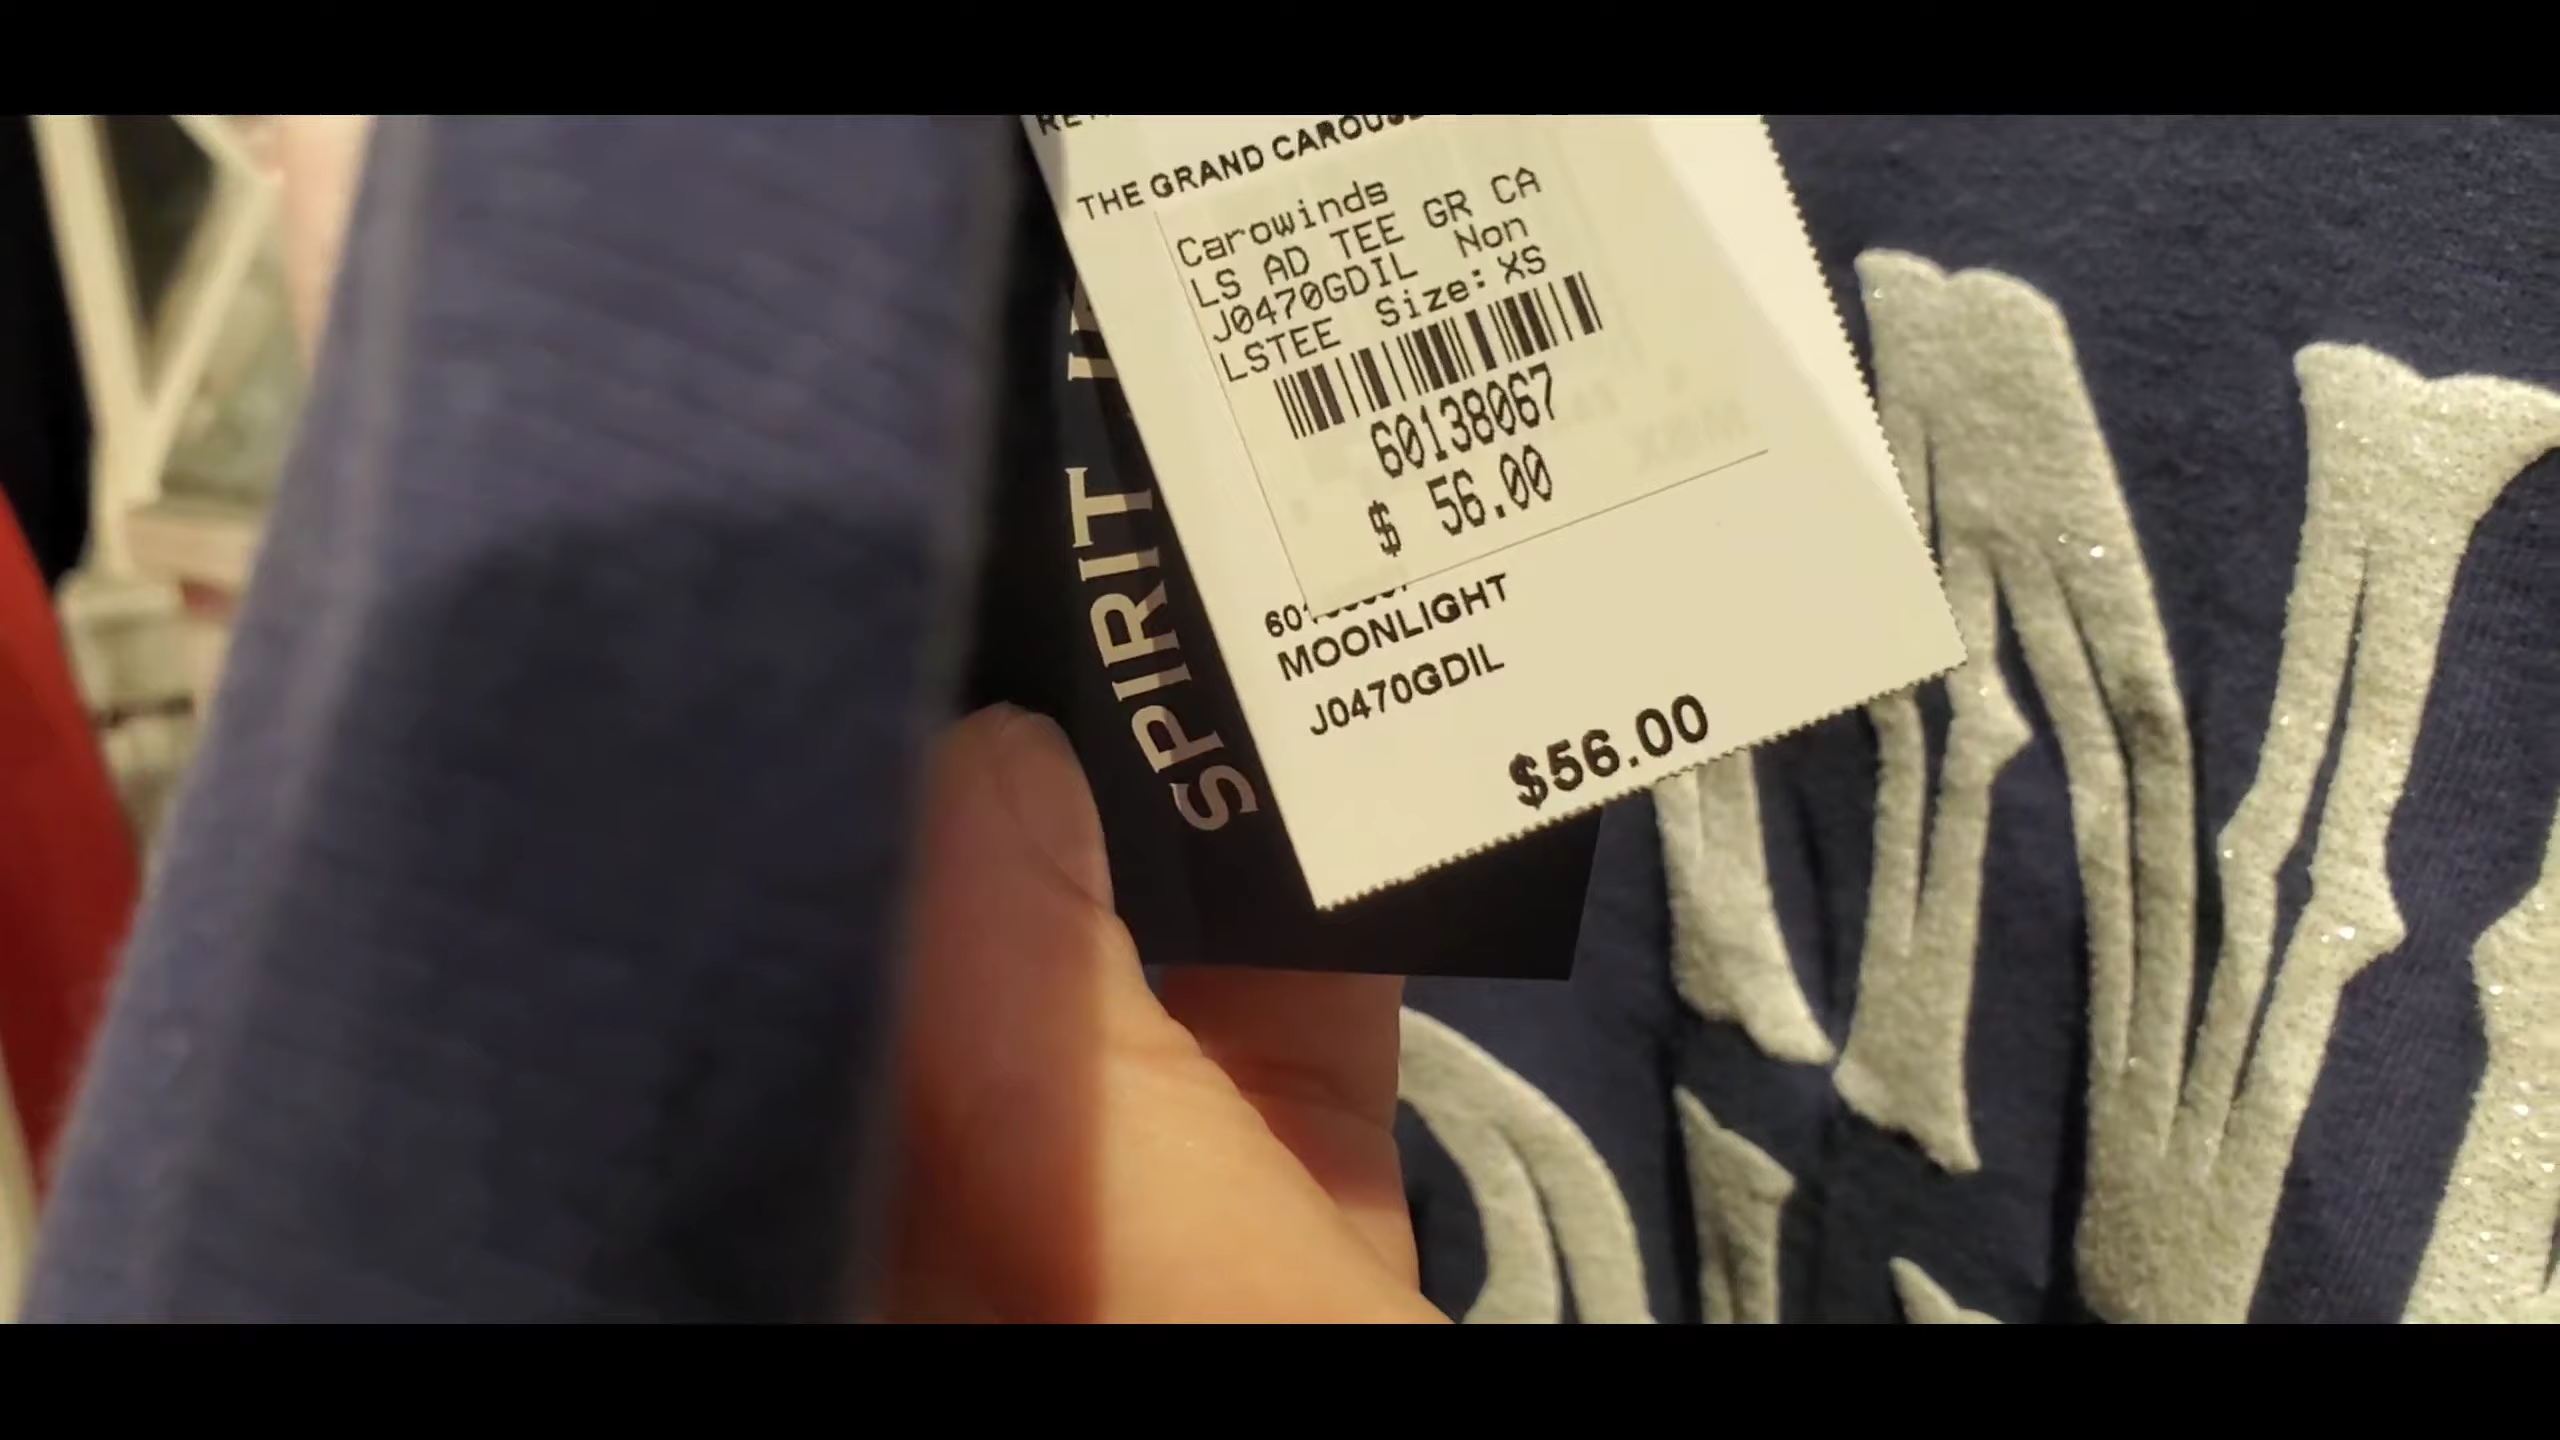 THE GRAND
Carowinds
LS AD TEE GR CA
J0470GDIL Non
LSTEE Size: XS
60138067
$ 56.00
MOONLIGHT
J0470GDIL
$56.00
SPIRIT